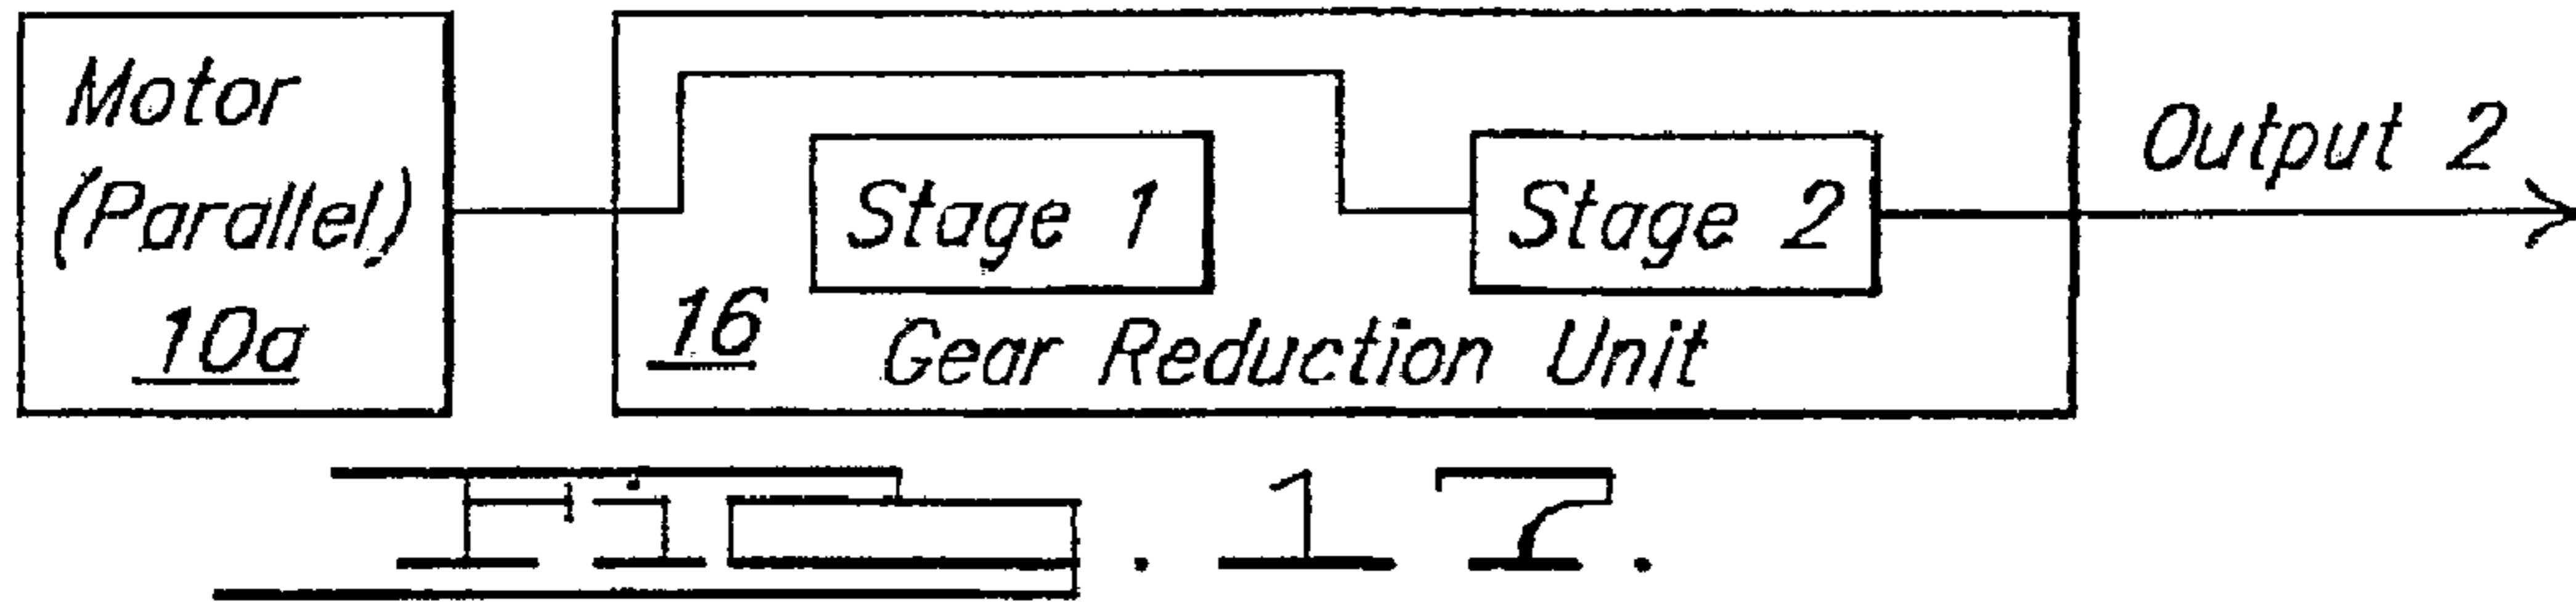 Motor
(Parallel)
10a
Stage 1
Stage 2
16
Gear Reduction Unit
Output 2
Fig. 17.